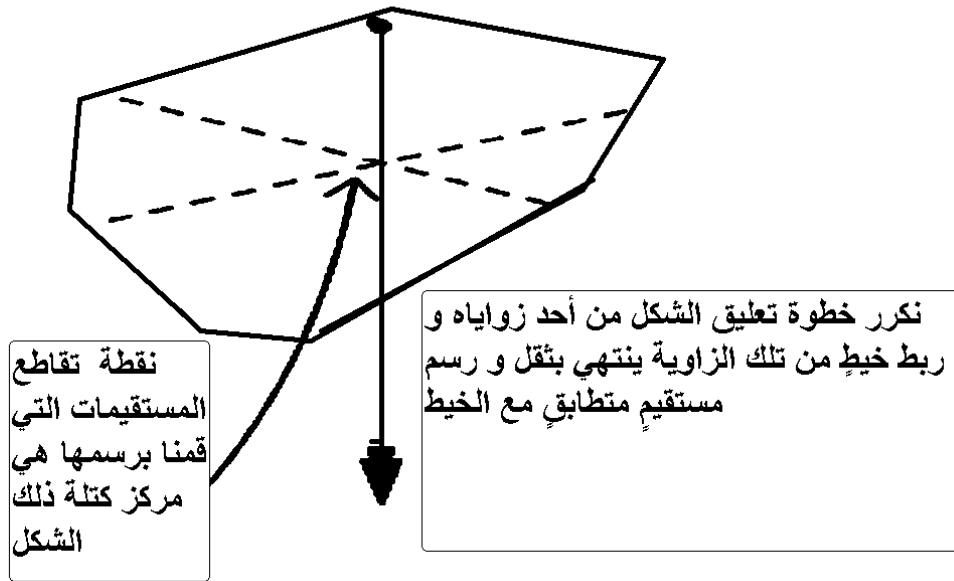 نكرر خطوة تعليق الشكل من أحد زواياه و
ربط خيطٍ من تلك الزاوية ينتهي بثقل و رسم
مستقيمٍ متطابقٍ مع الخيط
نقطة تقاطع
المستقيمات التي
قمنا برسمها هي
مركز كتلة ذلك
الشكل